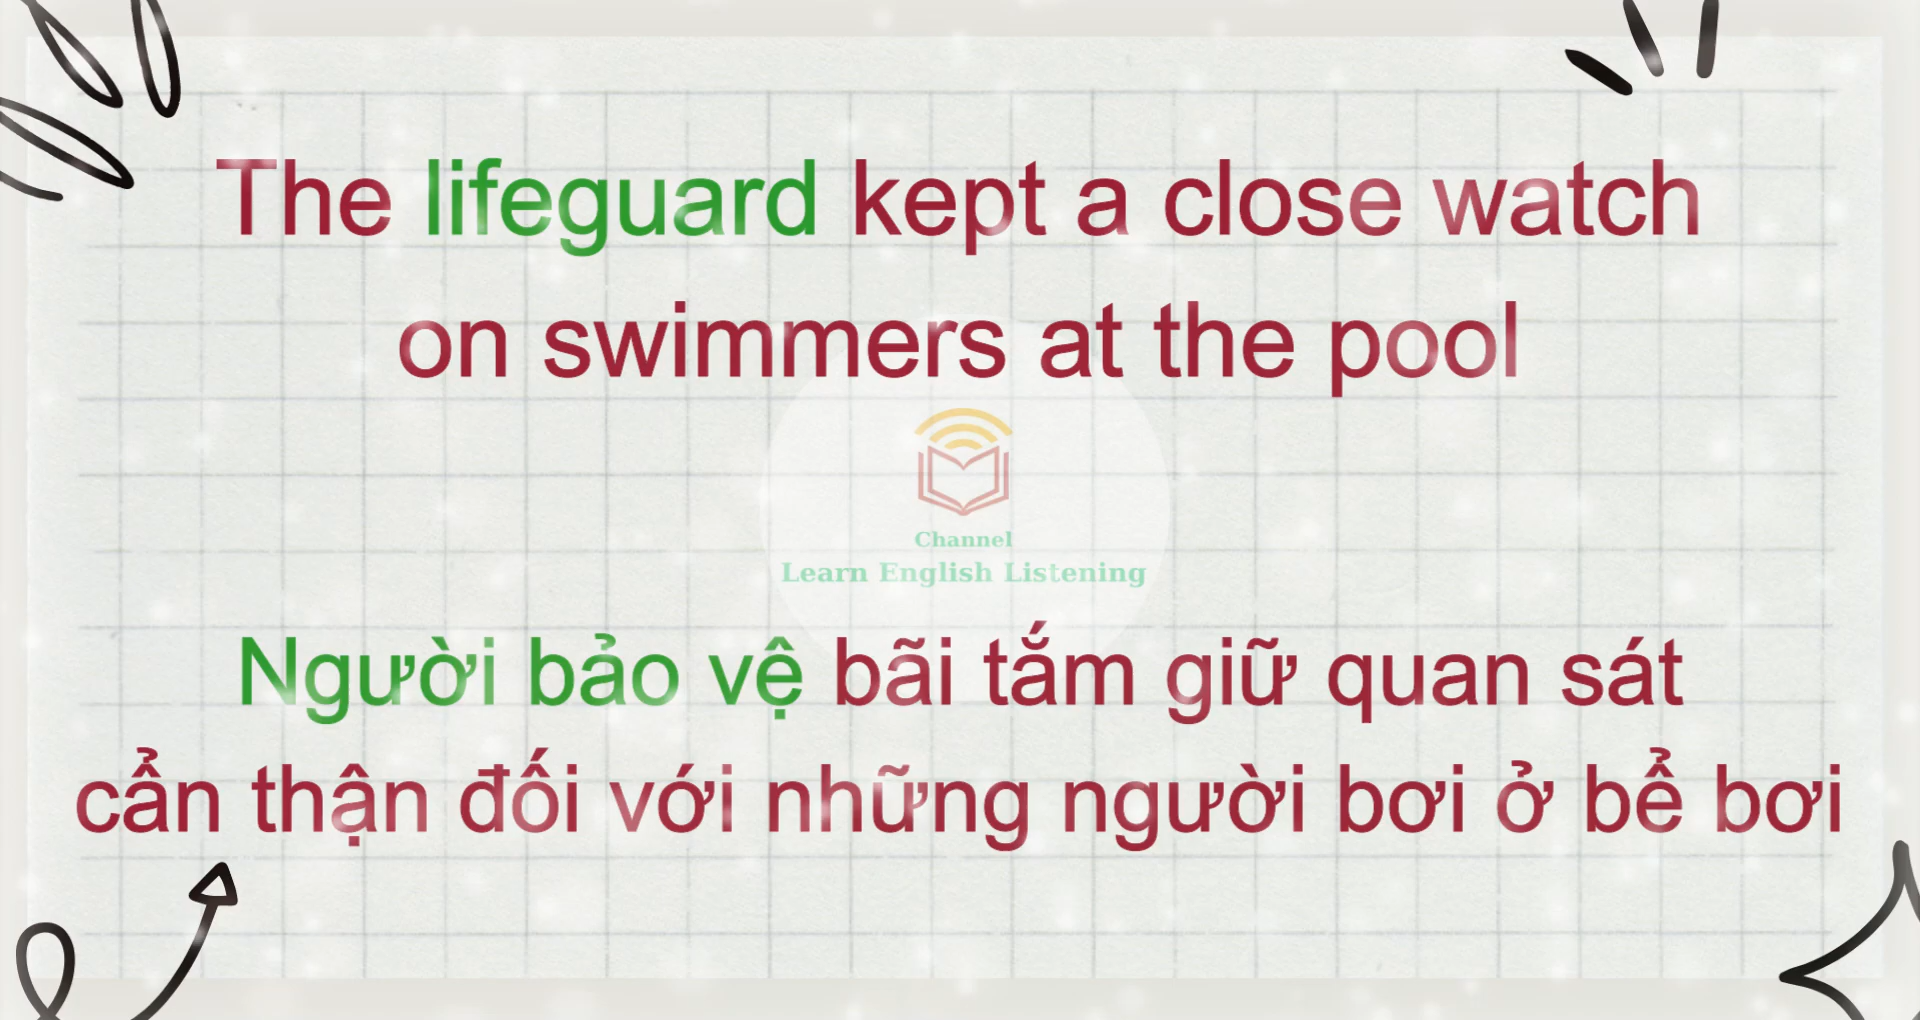 The lifeguard kept a close watch
on swimmers at the pool
Channel
Learn English Listening
Người bảo vệ bãi tắm giữ quan sát
cẩn thận đối với những người bơi ở bể bơi